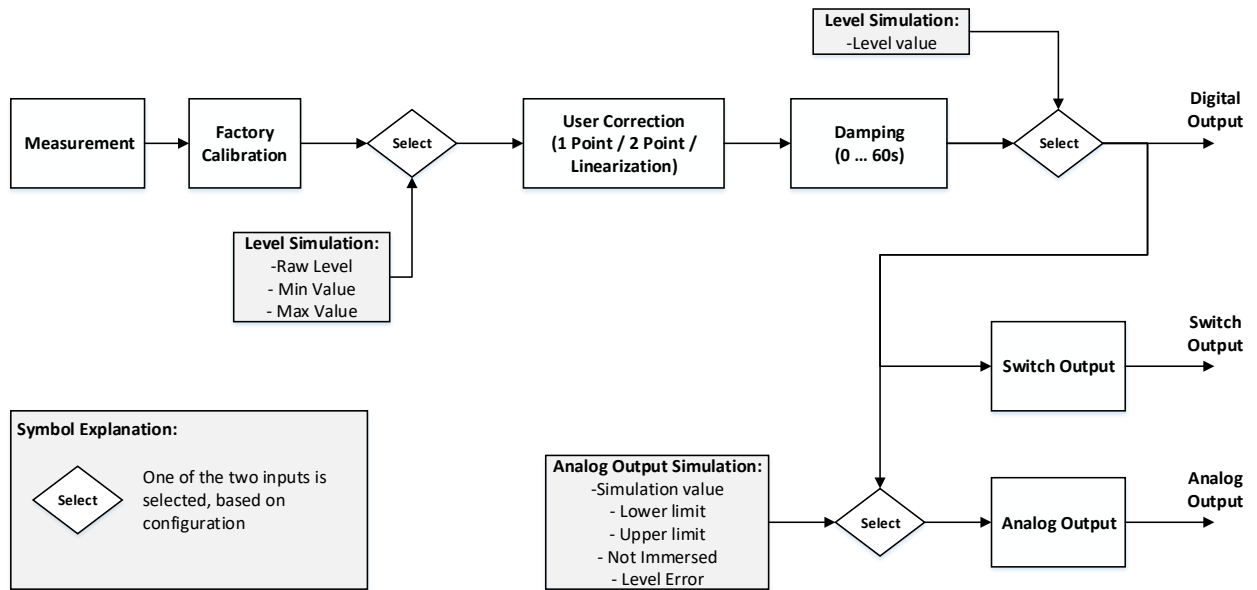 Level Simulation:
-Level value
Measurement
Factory
Calibration
Select
User Correction
(1 Point / 2 Point /
Linearization)
Damping
(0 ... 60s)
Select
Digital
Output
Level Simulation:
-Raw Level
- Min Value
- Max Value
Switch Output
Switch
Output
Symbol Explanation:
Select
One of the two inputs is
selected, based on
configuration
Analog Output Simulation:
-Simulation value
- Lower limit
- Upper limit
- Not Immersed
- Level Error
Select
Analog Output
Analog
Output